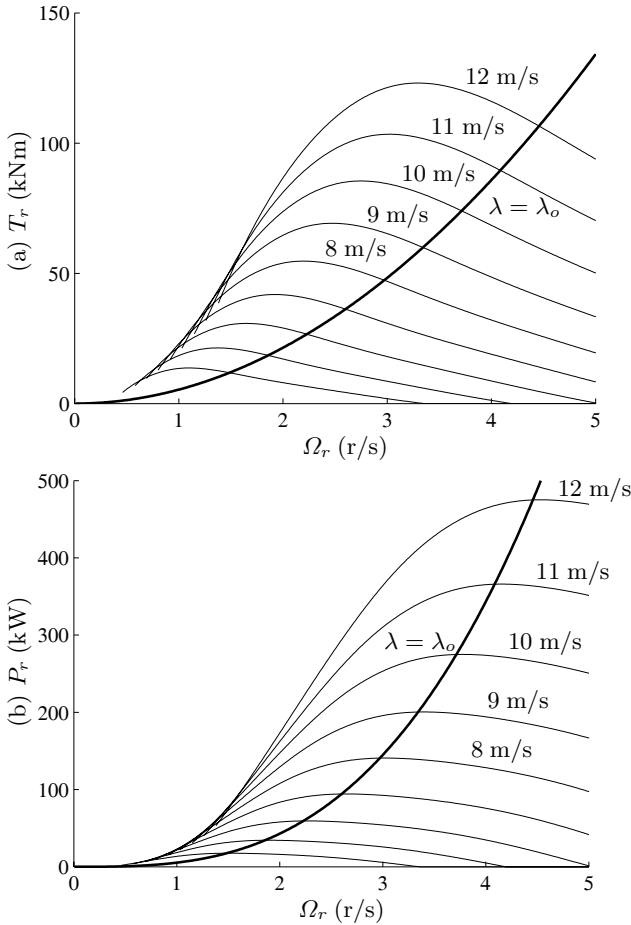 150
100
50
0
(a) T_r (kNm)
12 m/s
11 m/s
10 m/s
λ = λ_o
9 m/s
8 m/s
0 1 2 3 4 5
Ω_r (r/s)
500
400
300
200
100
0
(b) P_r (kW)
12 m/s
11 m/s
λ = λ_o
10 m/s
9 m/s
8 m/s
0 1 2 3 4 5
Ω_r (r/s)